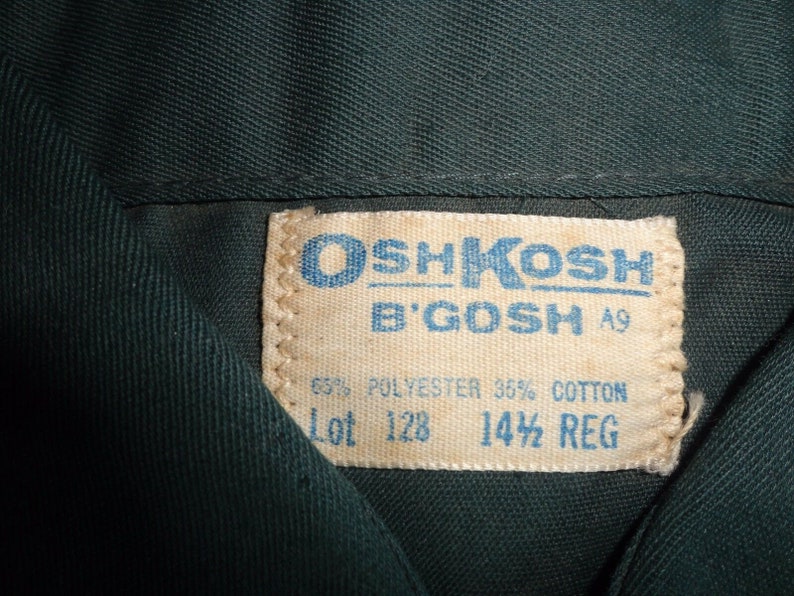 OSHKOSH
B'GOSH A9
65% POLYESTER 35% COTTON
Lot 128 14½ REG